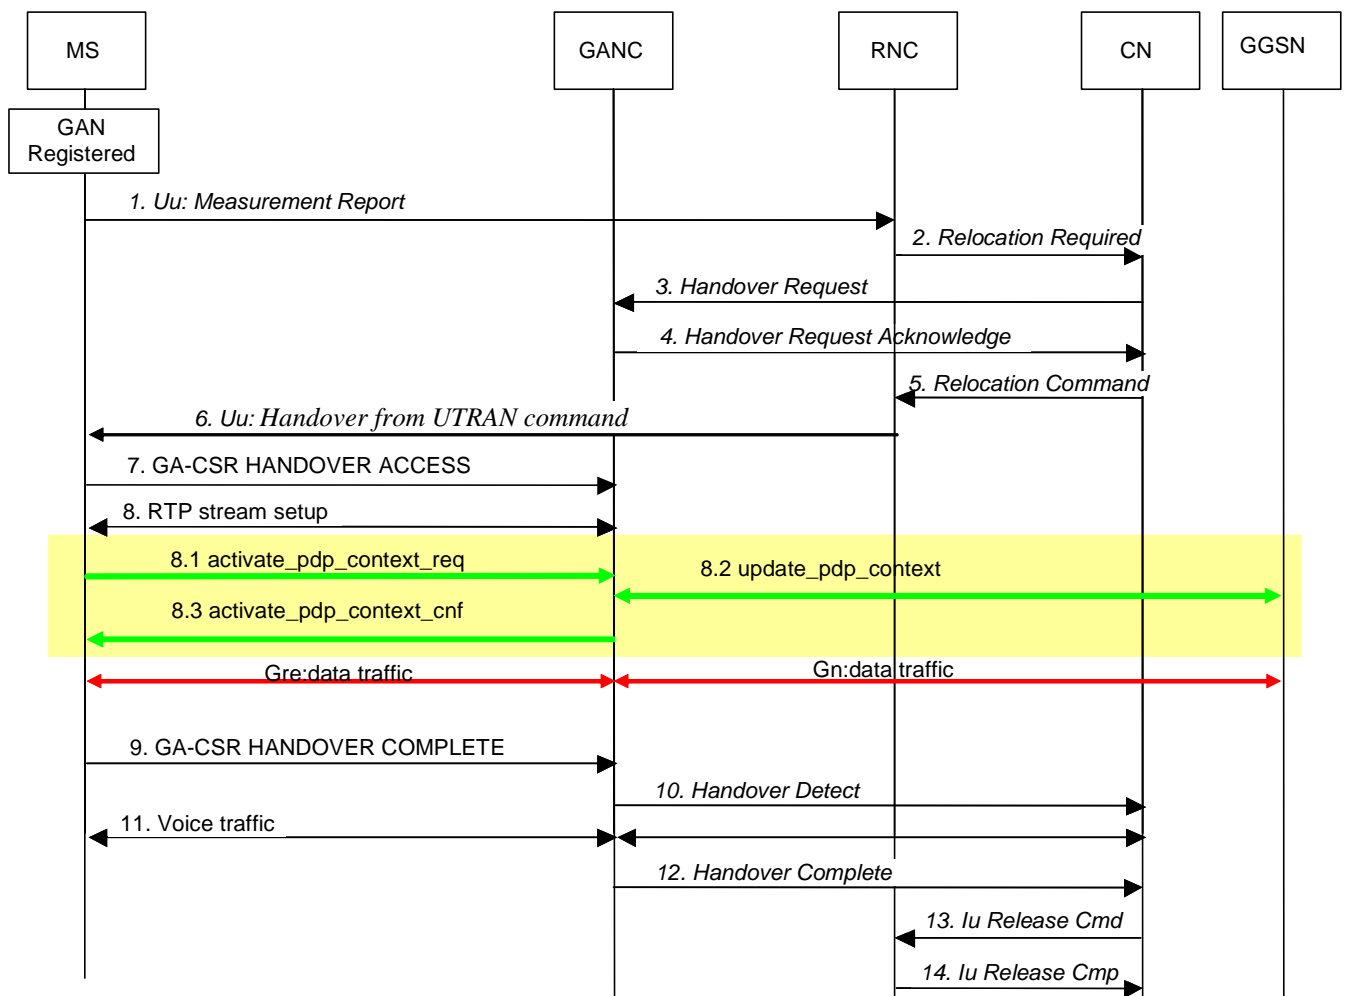 MS
GANC
RNC
CN
GGSN
GAN
Registered
1. Uu: Measurement Report
2. Relocation Required
3. Handover Request
4. Handover Request Acknowledge
5. Relocation Command
6. Uu: Handover from UTRAN command
7. GA-CSR HANDOVER ACCESS
8. RTP stream setup
8.1 activate_pdp_context_req
8.2 update_pdp_context
8.3 activate_pdp_context_cnf
Gre:data traffic
Gn:data traffic
9. GA-CSR HANDOVER COMPLETE
10. Handover Detect
11. Voice traffic
12. Handover Complete
13. Iu Release Cmd
14. Iu Release Cmp